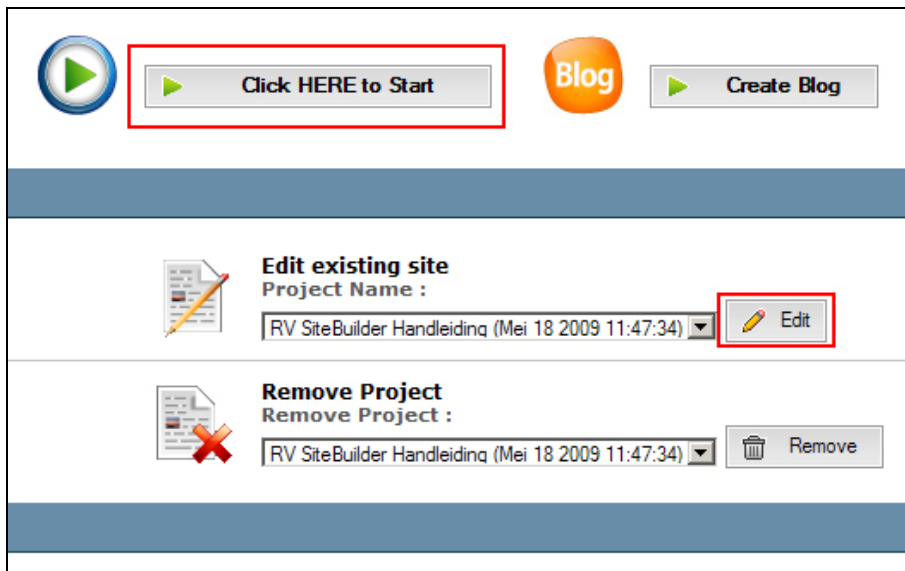 Click HERE to Start
Blog
Create Blog
Edit existing site
Project Name :
RV SiteBuilder Handleiding (Mei 18 2009 11:47:34)
Edit
Remove Project
Remove Project :
RV SiteBuilder Handleiding (Mei 18 2009 11:47:34)
Remove